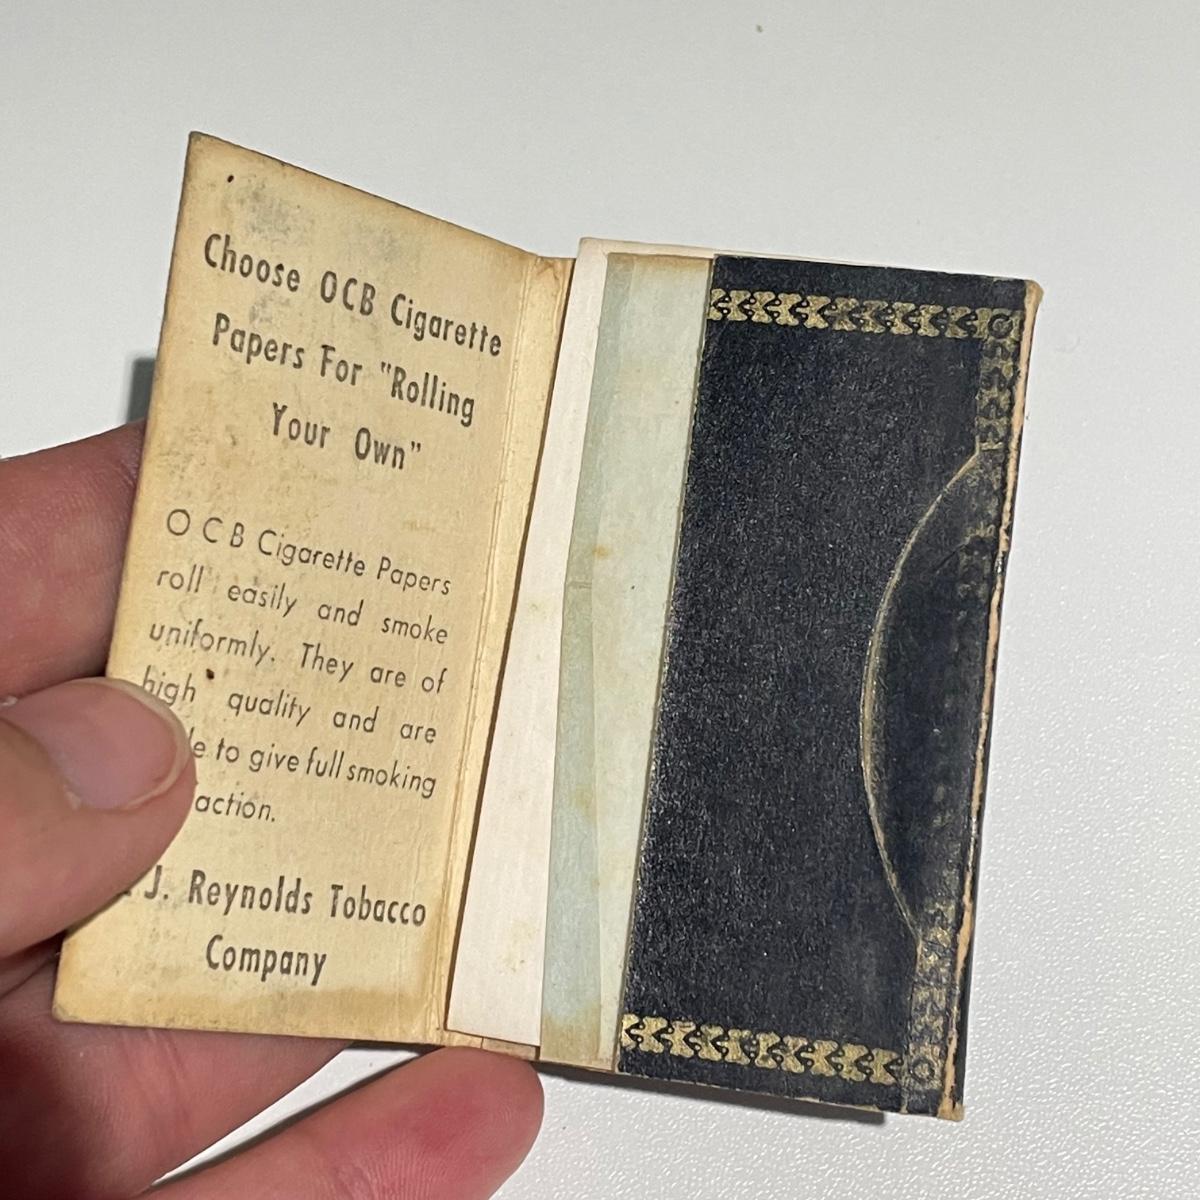 Choose OCB Cigarette
Papers For "Rolling
Your Own"
OCB Cigarette Papers
roll easily and smoke
uniformly. They are of
high quality and are
to give full smoking
J. Reynolds Tobacco
Company